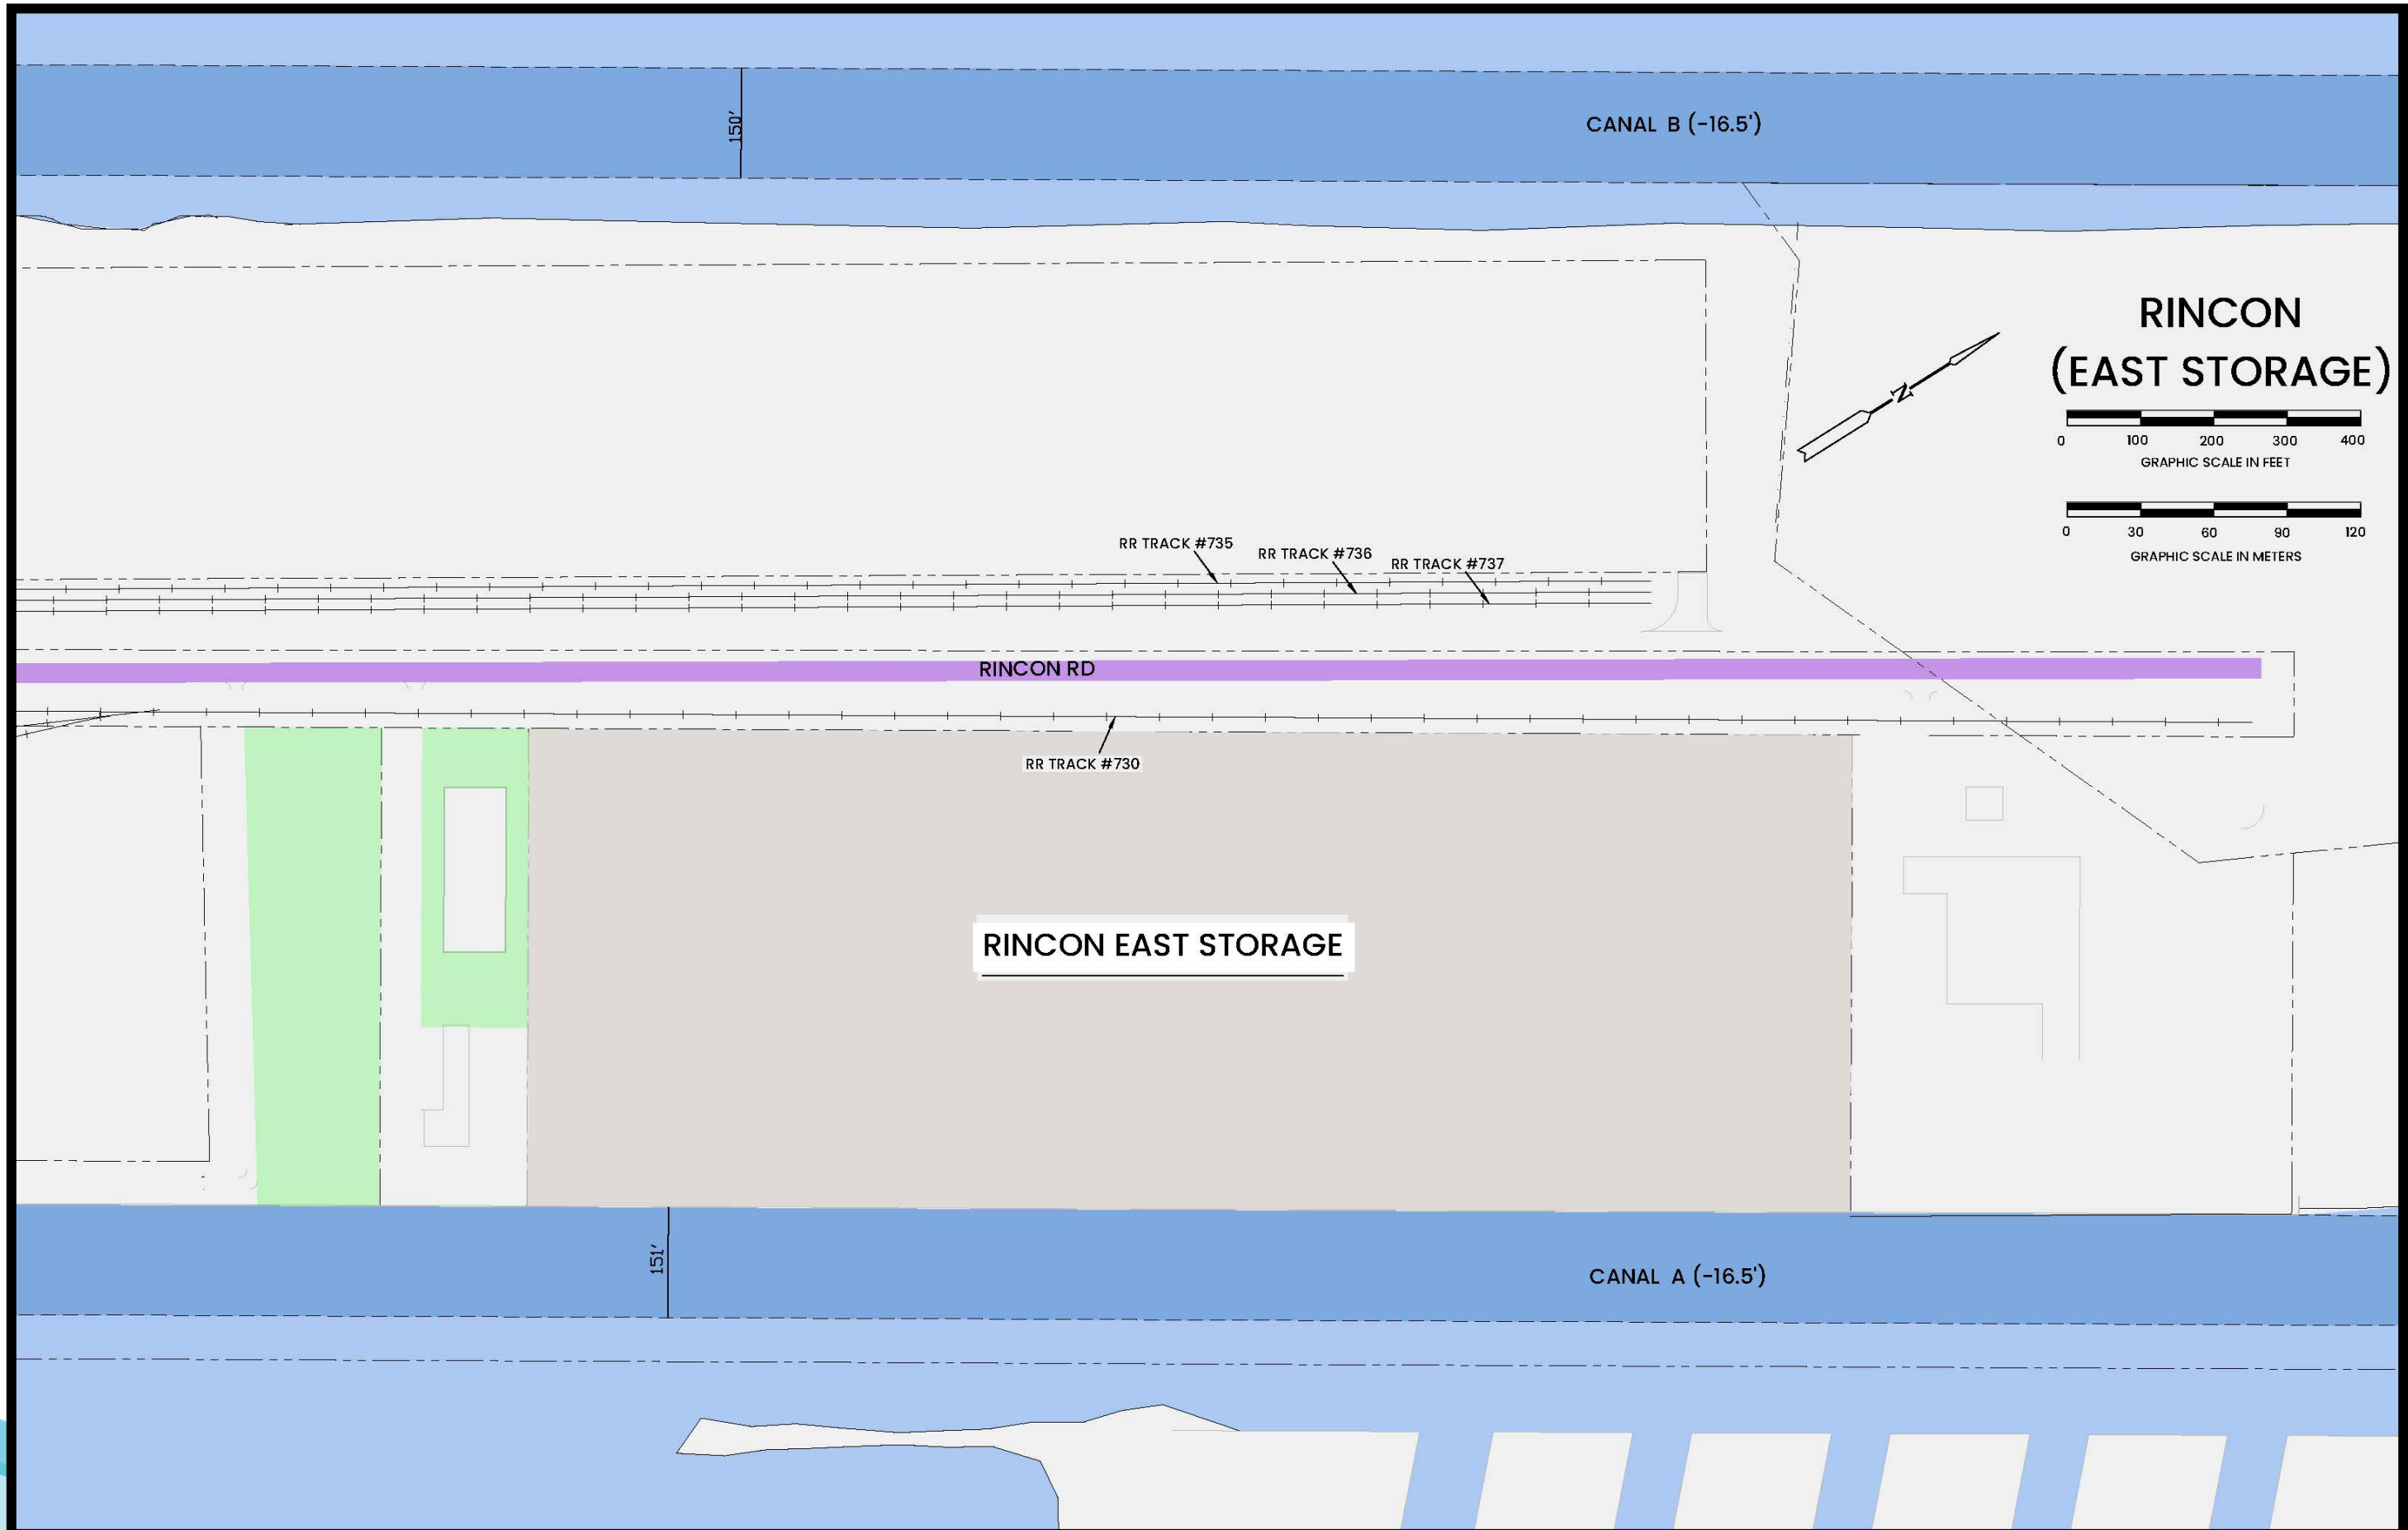 150'
CANAL B (-16.5')
RINCON
(EAST STORAGE)
N
0 100 200 300 400
GRAPHIC SCALE IN FEET
0 30 60 90 120
GRAPHIC SCALE IN METERS
RR TRACK #735
RR TRACK #736
RR TRACK #737
RINCON RD
RR TRACK #730
RINCON EAST STORAGE
151'
CANAL A (-16.5')